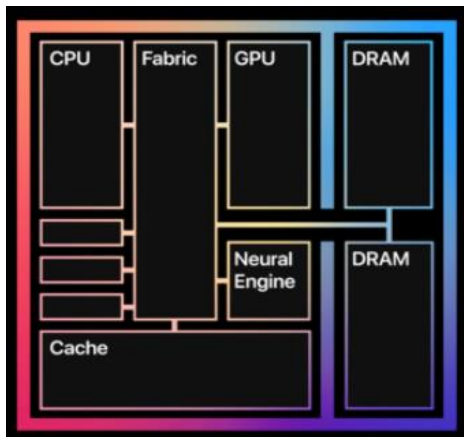 CPU
Fabric
GPU
DRAM
Neural
Engine
DRAM
Cache